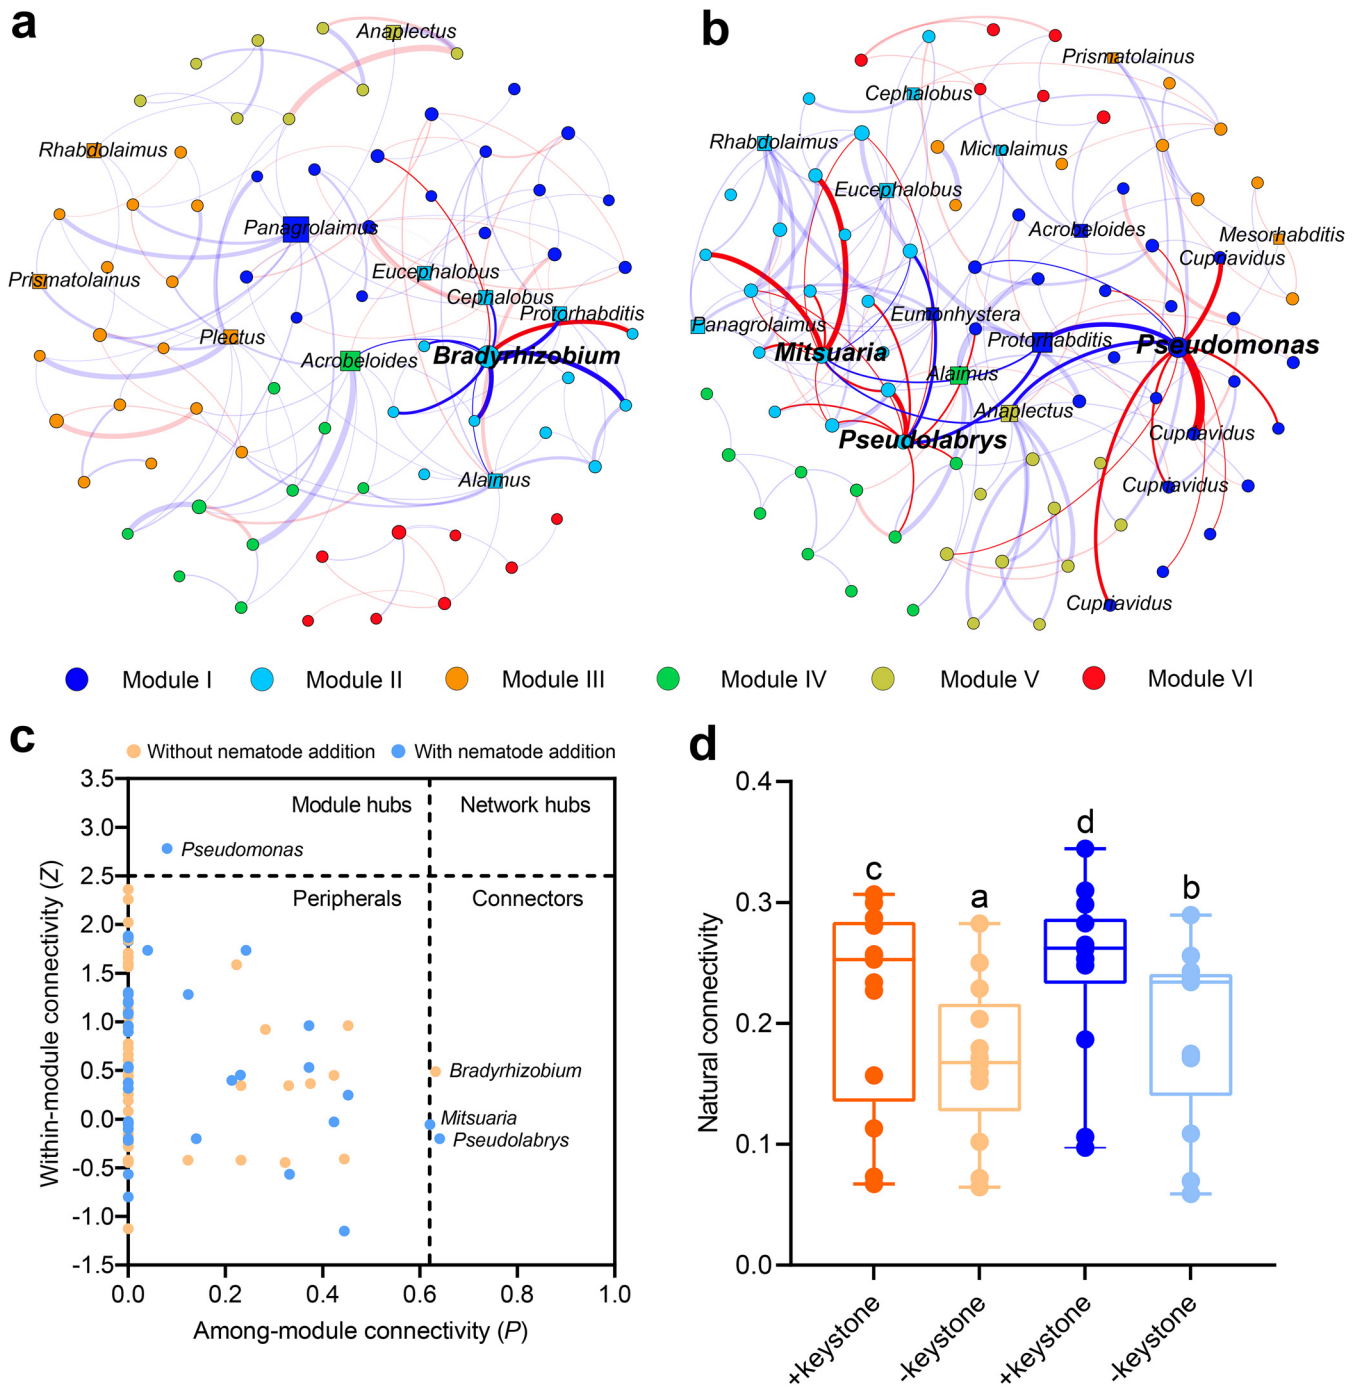 a
Anaplectus
Rhabdolaimus
Panagrolaimus
Eucephalobus
Prismatolainus
Cephalobus
Protorhabditis
Plectus
Acrobeloides
Bradyrhizobium
Alaimus
b
Prismatolainus
Cephalobus
Rhabdolaimus
Microlaimus
Eucephalobus
Acrobeloides
Mesorhabditis
Cupriavidus
Eumonhystera
Panagrolaimus
Protorhabditis
Pseudomonas
Mitsuaria
Alaimus
Anaplectus
Pseudolabrys
Cupriavidus
Cupriavidus
Cupriavidus
Module I
Module II
Module III
Module IV
Module V
Module VI
c
Without nematode addition
With nematode addition
3.5
3.0
2.5
2.0
1.5
1.0
0.5
0.0
-0.5
-1.0
-1.5
Within-module connectivity (Z)
Module hubs
Network hubs
Pseudomonas
Peripherals
Connectors
Bradyrhizobium
Mitsuaria
Pseudolabrys
0.0
0.2
0.4
0.6
0.8
1.0
Among-module connectivity (P)
d
0.4
0.3
0.2
0.1
0.0
Natural connectivity
c
a
d
b
+keystone
-keystone
+keystone
-keystone